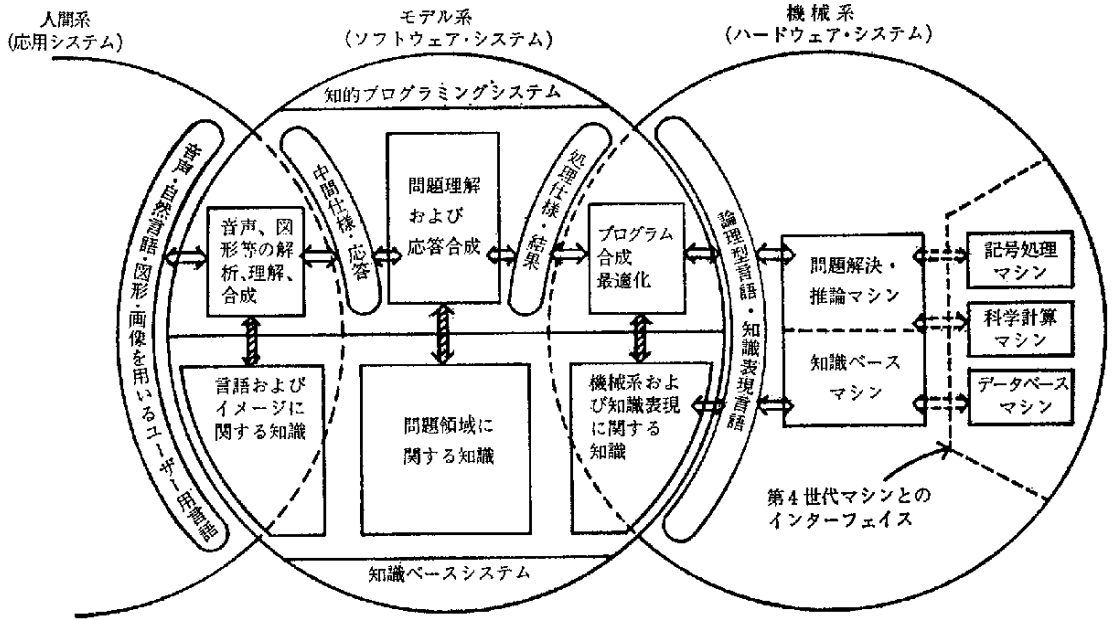 人間系
(応用システム)
モデル系
(ソフトウェア・システム)
機械系
(ハードウェア・システム)
知的プログラミングシステム
音声・自然言語・図形・画像を用いるユーザー用言語
音声、図
形等の解
析、理解、
合成
中間仕様・応答
問題理解
および
応答合成
処理仕様・結果
プログラム
合成
最適化
論理型言語・知識表現言語
問題解決・
推論マシン
知識ベース
マシン
記号処理
マシン
科学計算
マシン
データベース
マシン
言語および
イメージに
関する知識
問題領域に
関する知識
機械系およ
び知識表現
に関する
知識
第4世代マシンとの
インターフェイス
知識ベースシステム